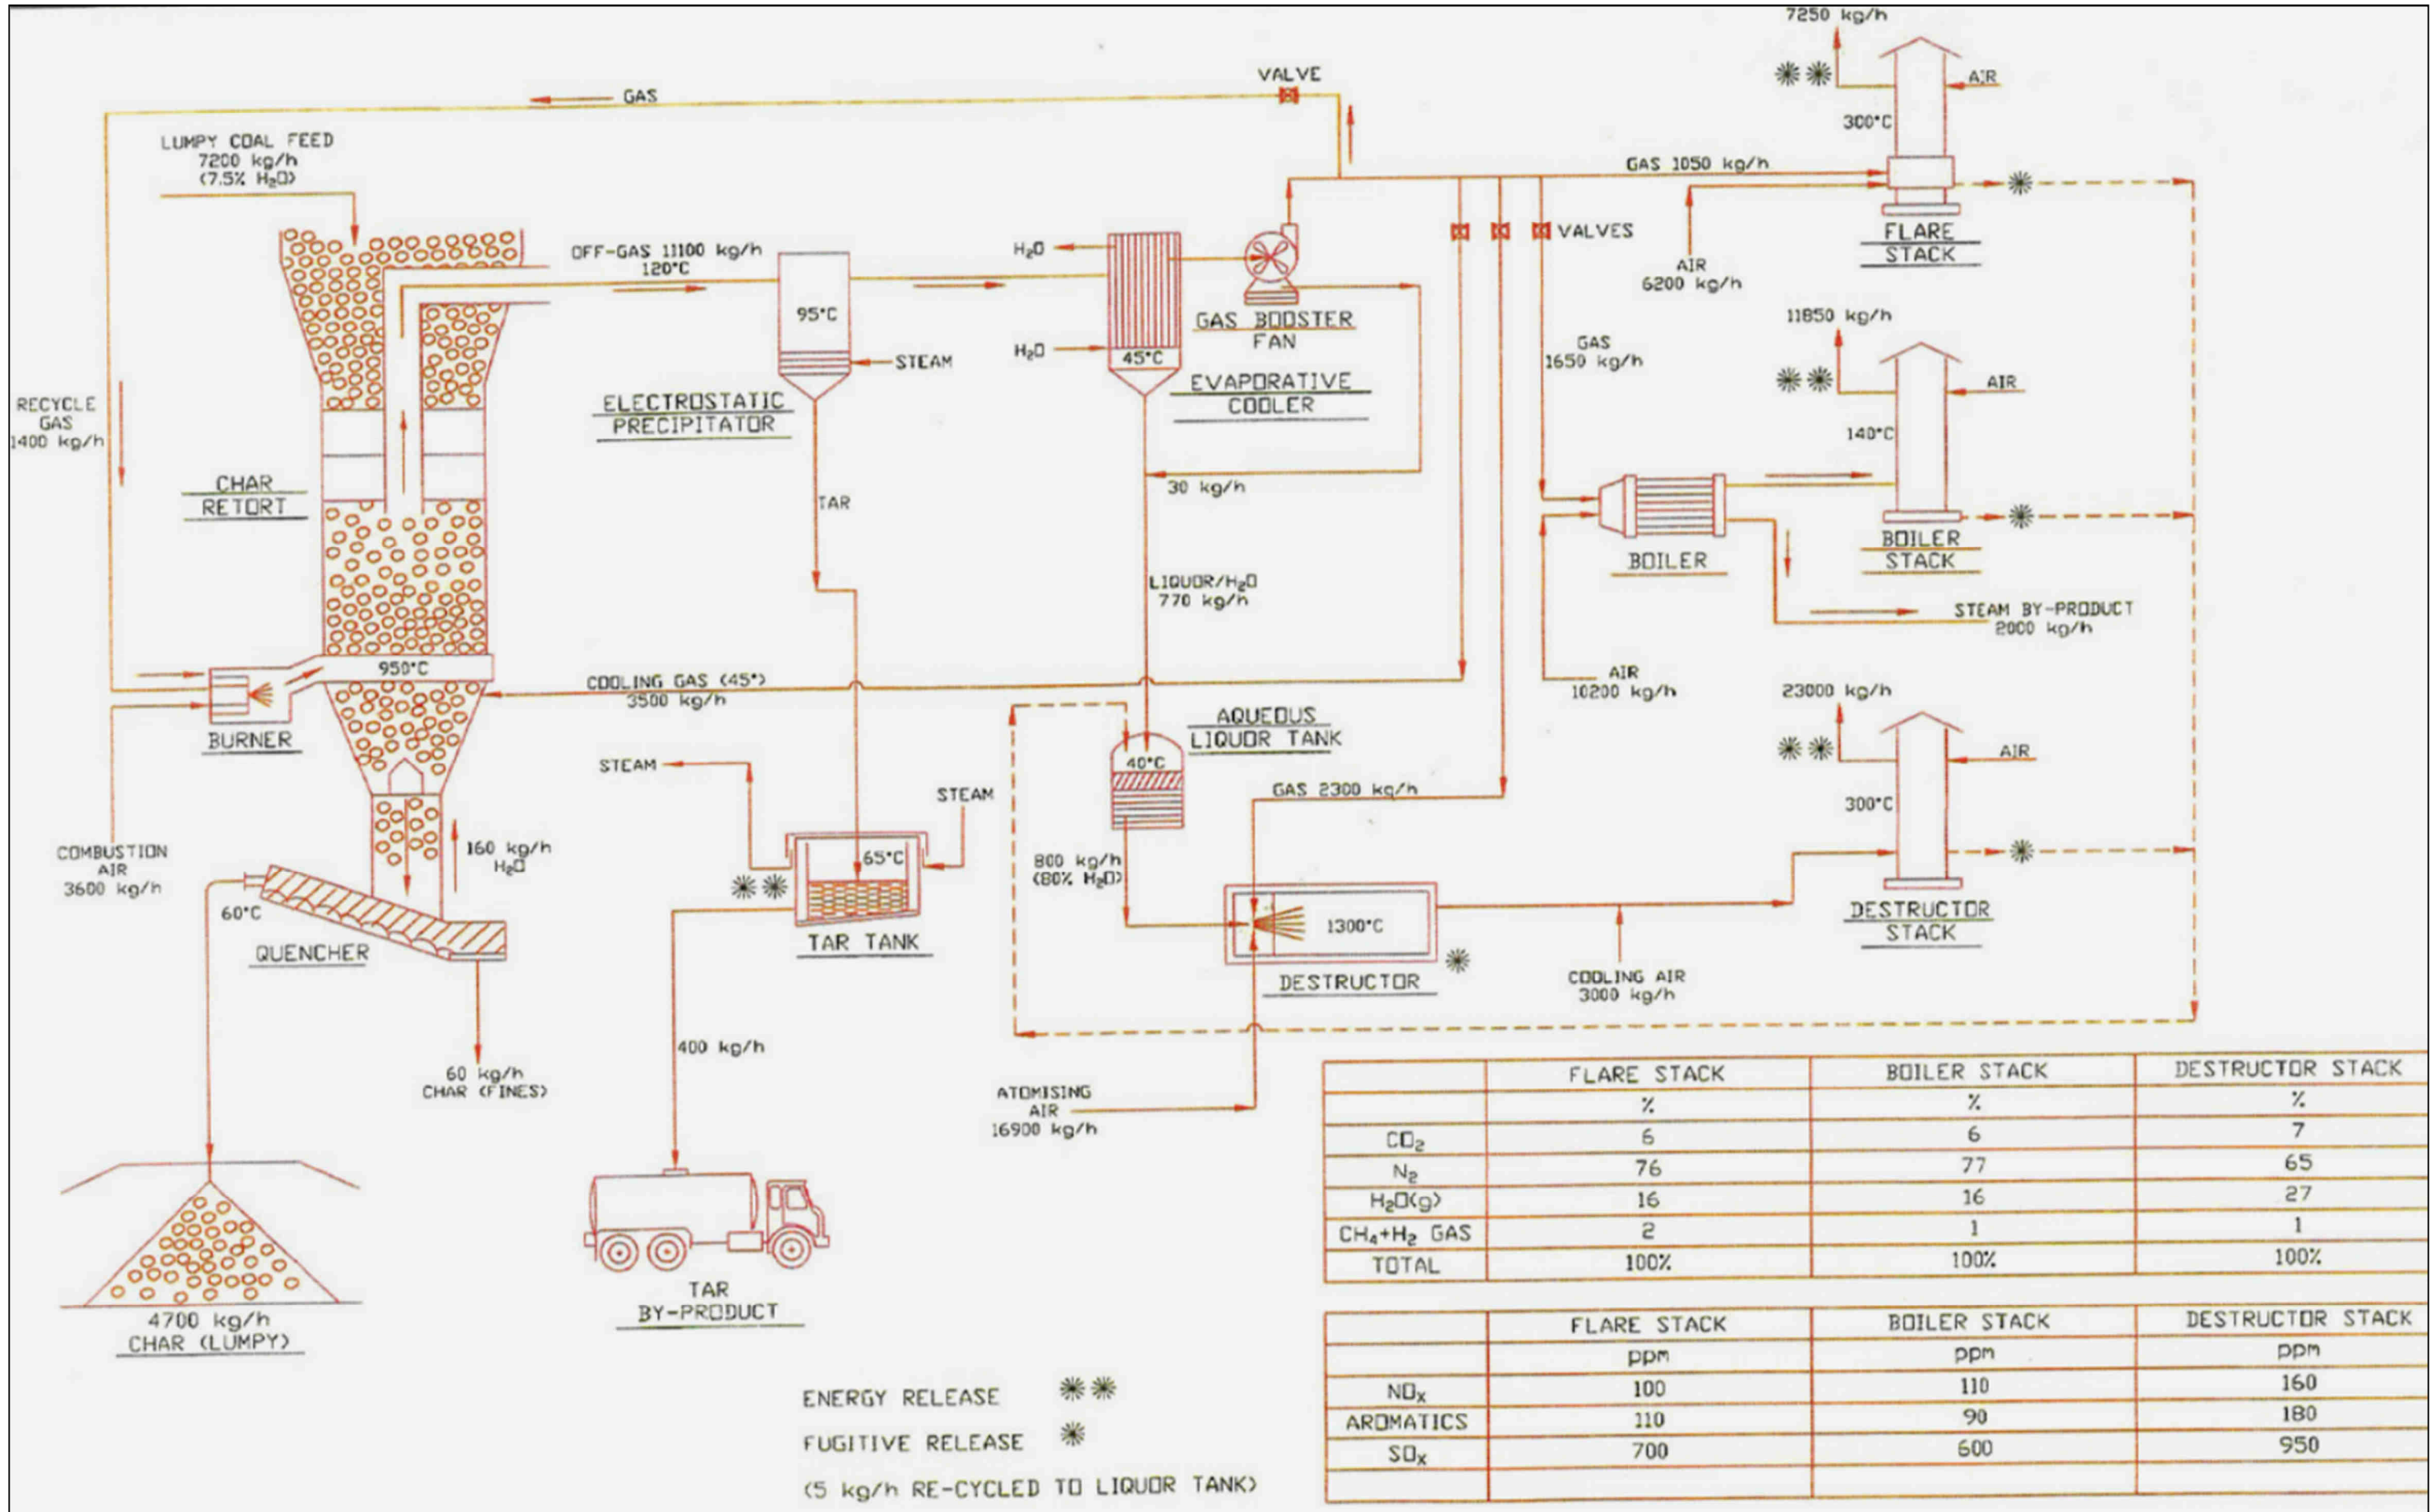 7250 kg/h
VALVE
GAS
AIR
LUMPY COAL FEED
7200 kg/h
(7.5% H₂O)
300°C
GAS 1050 kg/h
OFF-GAS 11100 kg/h
120°C
H₂O
VALVES
FLARE
STACK
AIR
6200 kg/h
95°C
GAS BOOSTER
FAN
11850 kg/h
STEAM
H₂O
45°C
GAS
1650 kg/h
EVAPORATIVE
COOLER
AIR
RECYCLE
GAS
1400 kg/h
ELECTROSTATIC
PRECIPITATOR
140°C
CHAR
RETORT
30 kg/h
TAR
BOILER
BOILER
STACK
LIQUOR/H₂O
770 kg/h
STEAM BY-PRODUCT
2000 kg/h
950°C
COOLING GAS (45°)
3500 kg/h
AIR
10200 kg/h
23000 kg/h
BURNER
AQUEOUS
LIQUOR TANK
STEAM
40°C
AIR
STEAM
GAS 2300 kg/h
300°C
COMBUSTION
AIR
3600 kg/h
160 kg/h
H₂O
65°C
800 kg/h
(80% H₂O)
60°C
QUENCHER
TAR TANK
1300°C
DESTRUCTOR
STACK
DESTRUCTOR
COOLING AIR
3000 kg/h
400 kg/h
60 kg/h
CHAR (FINES)
ATOMISING
AIR
16900 kg/h
TAR
BY-PRODUCT
4700 kg/h
CHAR (LUMPY)
ENERGY RELEASE
FUGITIVE RELEASE
(5 kg/h RE-CYCLED TO LIQUOR TANK)
FLARE STACK BOILER STACK DESTRUCTOR STACK
% % %
CO₂ 6 6 7
N₂ 76 77 65
H₂O(g) 16 16 27
CH₄+H₂ GAS 2 1 1
TOTAL 100% 100% 100%
FLARE STACK BOILER STACK DESTRUCTOR STACK
ppm ppm ppm
NOₓ 100 110 160
AROMATICS 110 90 180
SOₓ 700 600 950